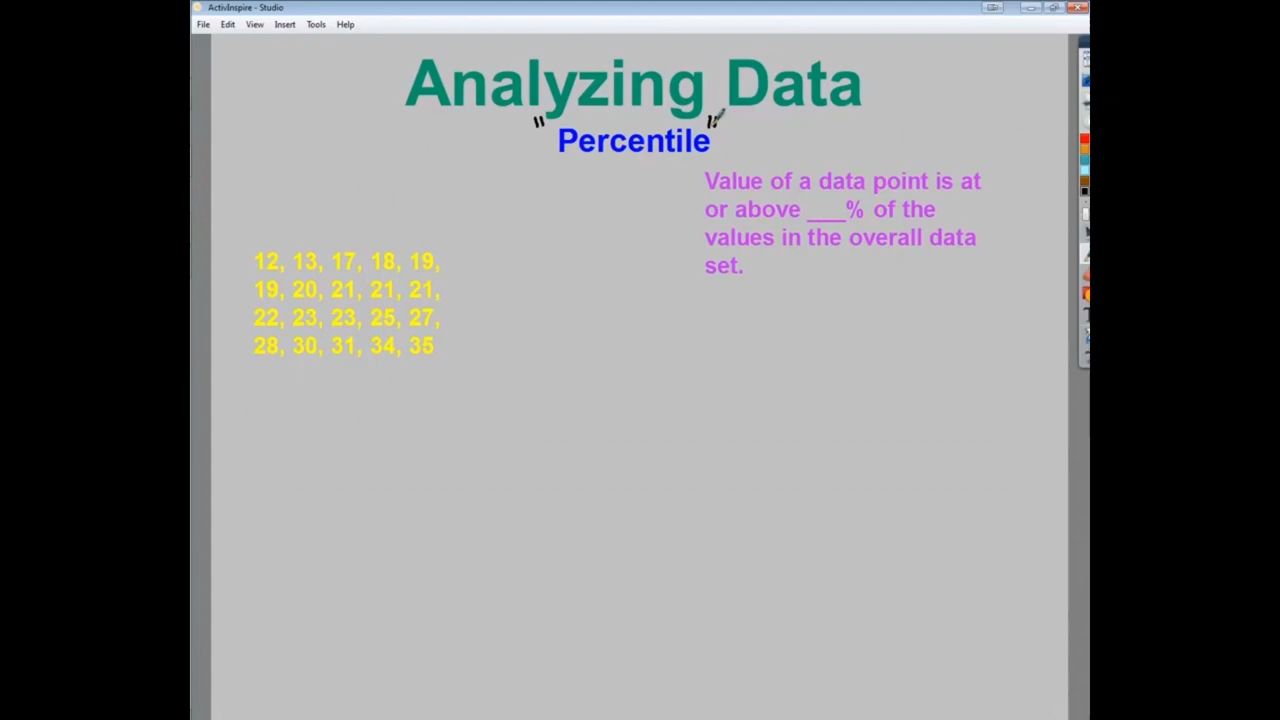 ActivInspire - Studio
File Edit View Insert Tools Help
Analyzing Data
"Percentile"
Value of a data point is at
or above ___% of the
values in the overall data
set.
12, 13, 17, 18, 19,
19, 20, 21, 21, 21,
22, 23, 23, 25, 27,
28, 30, 31, 34, 35